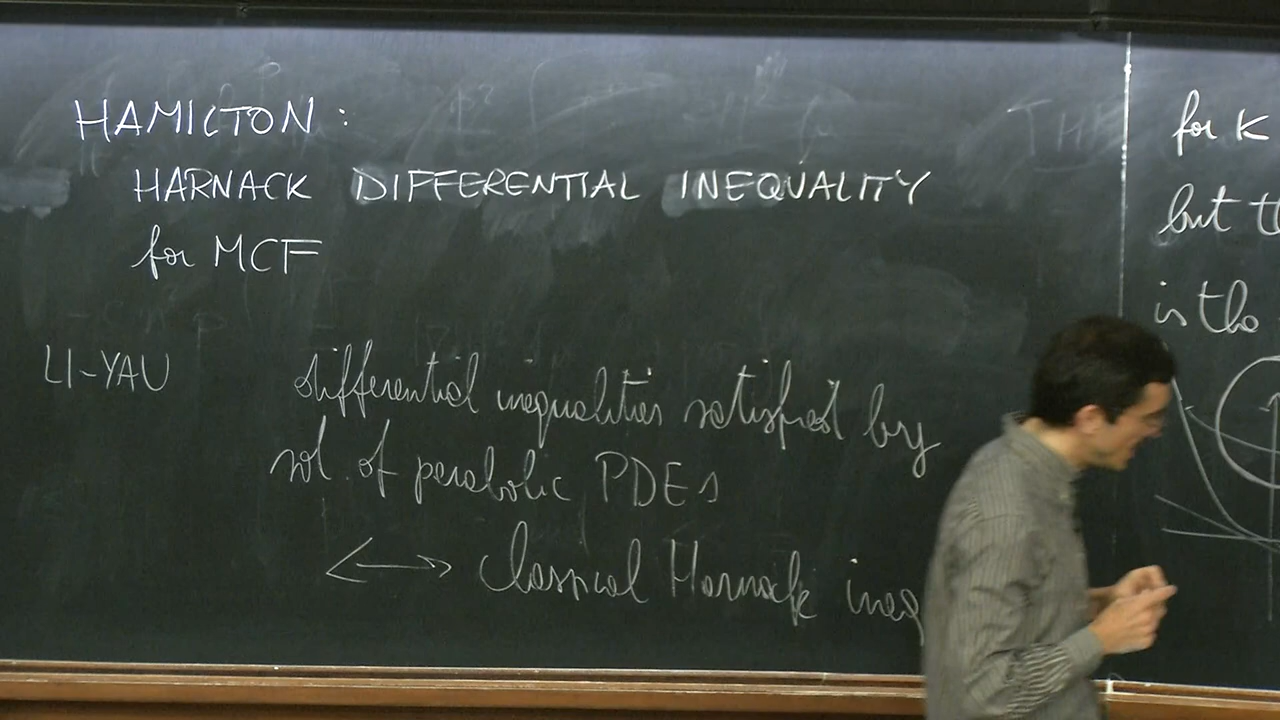 HAMILTON :
HARNACK DIFFERENTIAL INEQUALITY
for MCF
LI-YAU differential inequalities satisfied by
sol. of parabolic PDEs
<—> classical Harnack ineq
for K
but th
is the